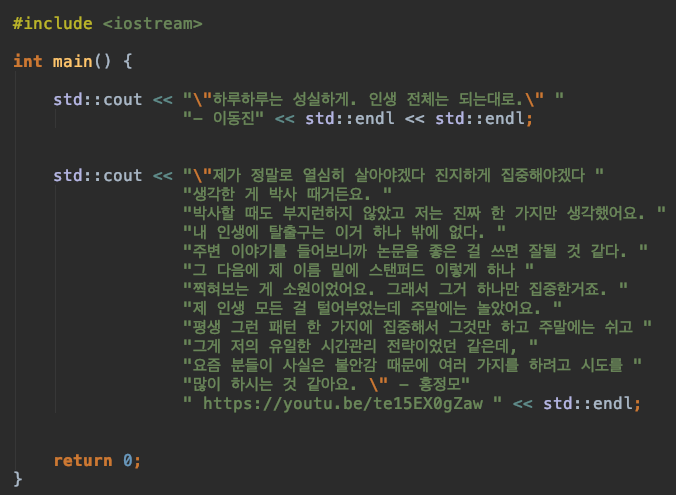 #include <iostream>
int main() {
std::cout << "\"하루하루는 성실하게. 인생 전체는 되는대로.\" "
"– 이동진" << std::endl << std::endl;
std::cout << "\"제가 정말로 열심히 살아야겠다 진지하게 집중해야겠다 "
"생각한 게 박사 때거든요. "
"박사할 때도 부지런하지 않았고 저는 진짜 한 가지만 생각했어요. "
"내 인생에 탈출구는 이거 하나 밖에 없다. "
"주변 이야기를 들어보니까 논문을 좋은 걸 쓰면 잘될 것 같다. "
"그 다음에 제 이름 밑에 스탠퍼드 이렇게 하나 "
"찍혀보는 게 소원이었어요. 그래서 그거 하나만 집중한거죠. "
"제 인생 모든 걸 털어부었는데 주말에는 놀았어요. "
"평생 그런 패턴 한 가지에 집중해서 그것만 하고 주말에는 쉬고 "
"그게 저의 유일한 시간관리 전략이었던 같은데, "
"요즘 분들이 사실은 불안감 때문에 여러 가지를 하려고 시도를 "
"많이 하시는 것 같아요. \" – 홍정모"
" https://youtu.be/te15EX0gZaw " << std::endl;
return 0;
}